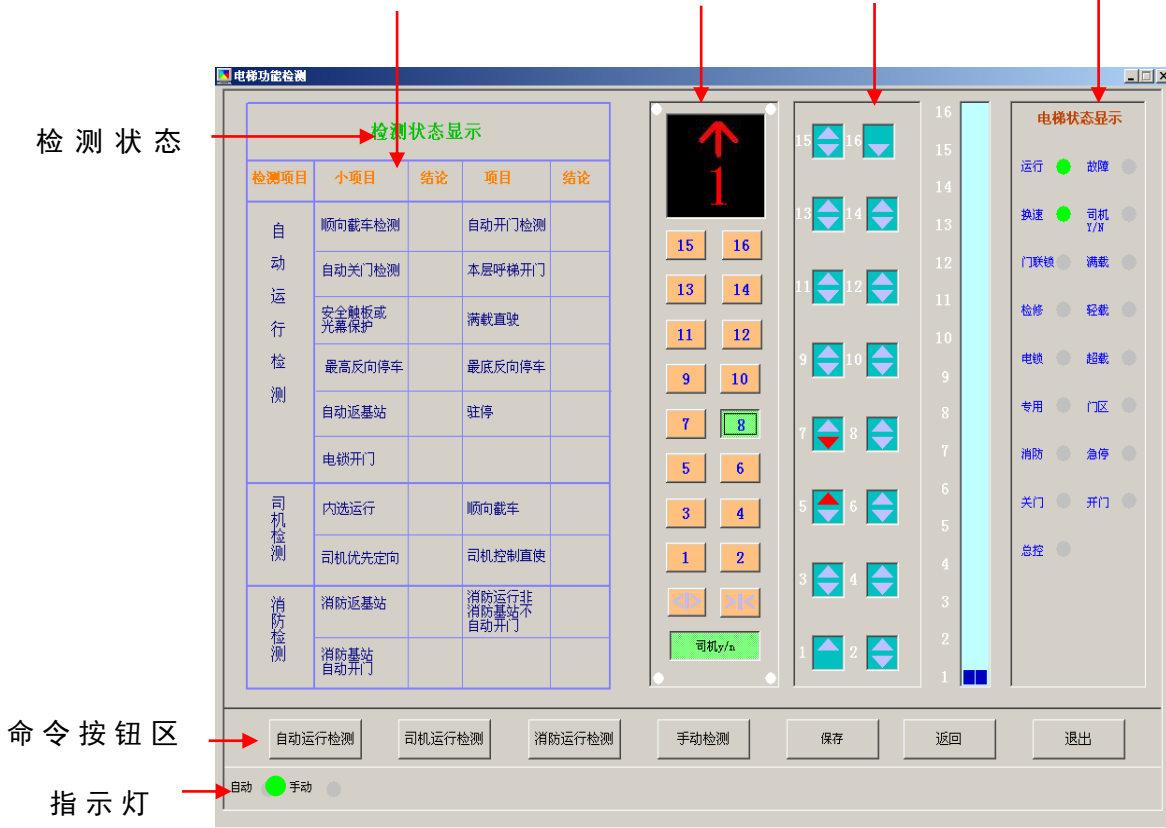 电梯功能检测
检测状态
检测状态显示
检测项目 小项目 结论 项目 结论
自动运行检测
顺向截车检测 自动开门检测
自动关门检测 本层呼梯开门
安全触板或
光幕保护
满载直驶
最高反向停车 最底反向停车
自动返基站 驻停
电锁开门
司机检测
内选运行 顺向截车
司机优先定向 司机控制直使
消防检测
消防返基站
消防运行非
消防基站不
自动开门
消防基站
自动开门
1
15 16
13 14
11 12
9 10
7 8
5 6
3 4
1 2
<|> >|<
司机y/n
15 16
13 14
11 12
9 10
7 8
5 6
3 4
1 2
16
15
14
13
12
11
10
9
8
7
6
5
4
3
2
1
电梯状态显示
运行 故障
换速 司机
Y/N
门联锁 满载
检修 轻载
电锁 超载
专用 门区
消防 急停
关门 开门
总控
命令按钮区
自动运行检测 司机运行检测 消防运行检测 手动检测 保存 返回 退出
指示灯
自动 手动